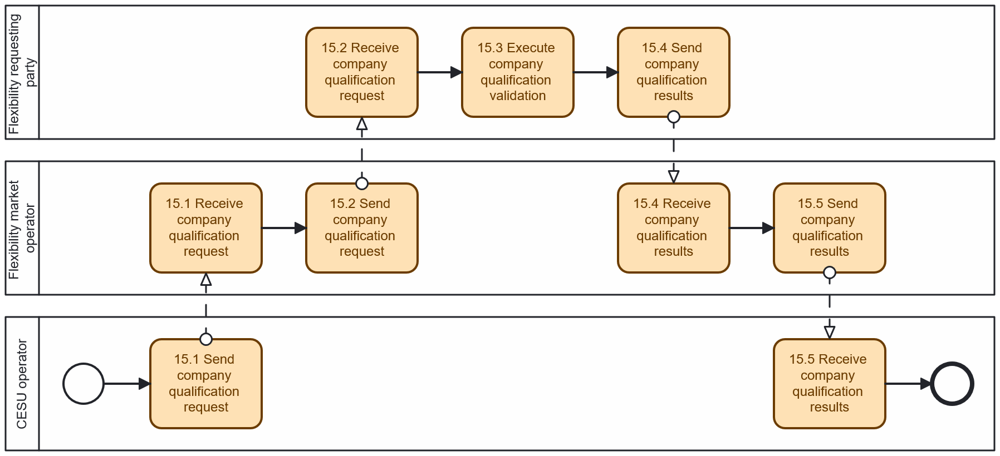 Flexibility requesting
party
15.2 Receive
company
qualification
request
15.3 Execute
company
qualification
validation
15.4 Send
company
qualification
results
Flexibility market
operator
15.1 Receive
company
qualification
request
15.2 Send
company
qualification
request
15.4 Receive
company
qualification
results
15.5 Send
company
qualification
results
CESU operator
15.1 Send
company
qualification
request
15.5 Receive
company
qualification
results